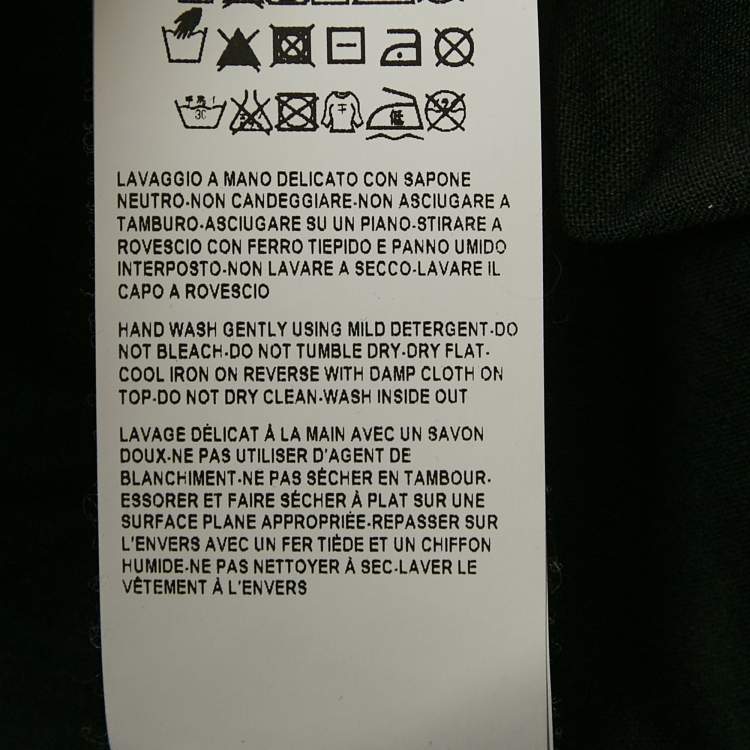 30
低
LAVAGGIO A MANO DELICATO CON SAPONE
NEUTRO-NON CANDEGGIARE-NON ASCIUGARE A
TAMBURO-ASCIUGARE SU UN PIANO-STIRARE A
ROVESCIO CON FERRO TIEPIDO E PANNO UMIDO
INTERPOSTO-NON LAVARE A SECCO-LAVARE IL
CAPO A ROVESCIO
HAND WASH GENTLY USING MILD DETERGENT-DO
NOT BLEACH-DO NOT TUMBLE DRY-DRY FLAT-
COOL IRON ON REVERSE WITH DAMP CLOTH ON
TOP-DO NOT DRY CLEAN-WASH INSIDE OUT
LAVAGE DÉLICAT À LA MAIN AVEC UN SAVON
DOUX-NE PAS UTILISER D'AGENT DE
BLANCHIMENT-NE PAS SÉCHER EN TAMBOUR-
ESSORER ET FAIRE SÉCHER À PLAT SUR UNE
SURFACE PLANE APPROPRIÉE-REPASSER SUR
L'ENVERS AVEC UN FER TIÈDE ET UN CHIFFON
HUMIDE-NE PAS NETTOYER À SEC-LAVER LE
VÊTEMENT À L'ENVERS